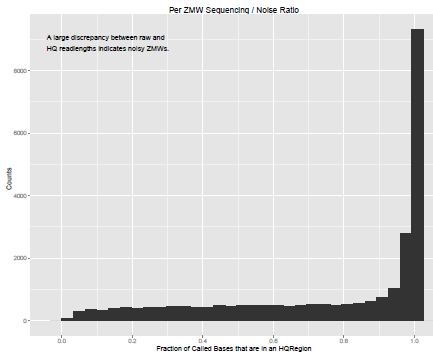 Per ZMW Sequencing / Noise Ratio
A large discrepancy between raw and
HQ readlengths indicates noisy ZMWs.
8000
6000
4000
2000
0
Counts
0.0 0.2 0.4 0.6 0.8 1.0
Fraction of Called Bases that are in an HQRegion